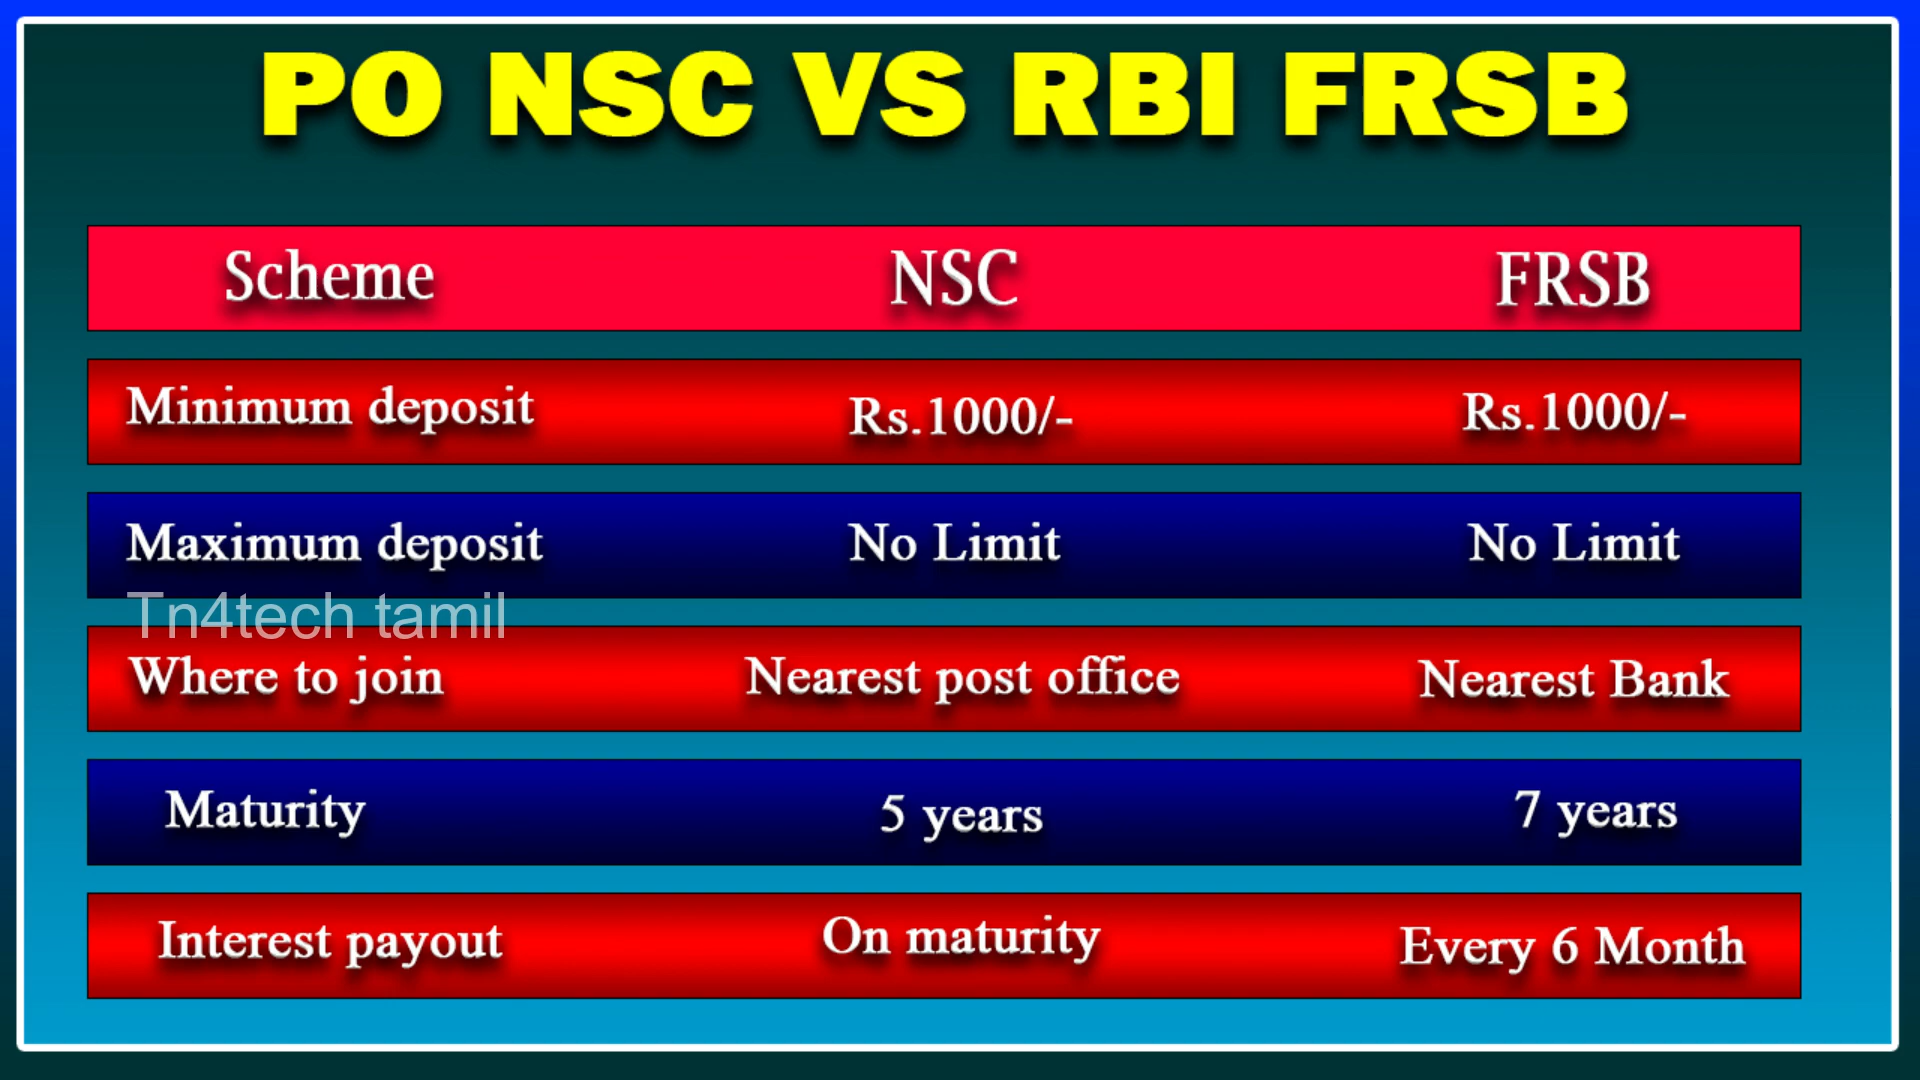 PO NSC VS RBI FRSB
Scheme NSC FRSB
Minimum deposit Rs.1000/- Rs.1000/-
Maximum deposit No Limit No Limit
Tn4tech tamil
Where to join Nearest post office Nearest Bank
Maturity 5 years 7 years
Interest payout On maturity Every 6 Month